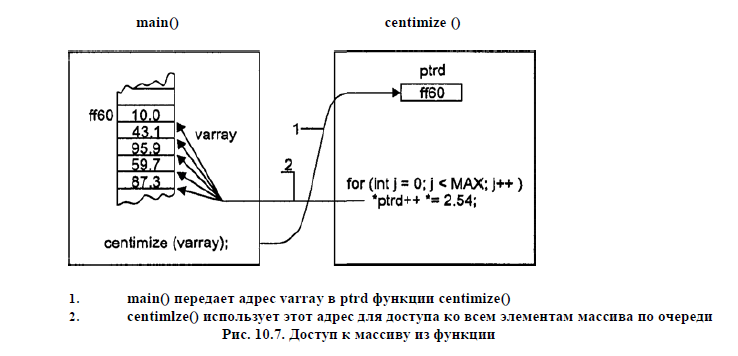 main() centimize ()
ptrd
ff60
ff60 10.0
43.1 varray
95.9
59.7
87.3
1
2
for (int j = 0; j < MAX; j++ )
*ptrd++ *= 2.54;
centimize (varray);
1. main() передает адрес varray в ptrd функции centimize()
2. centimlze() использует этот адрес для доступа ко всем элементам массива по очереди
Рис. 10.7. Доступ к массиву из функции